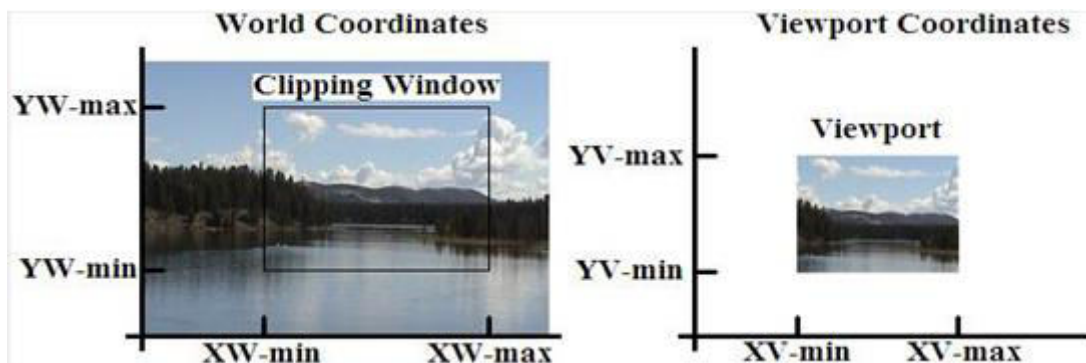 World Coordinates
Clipping Window
YW-max
YW-min
XW-min XW-max
Viewport Coordinates
Viewport
YV-max
YV-min
XV-min XV-max